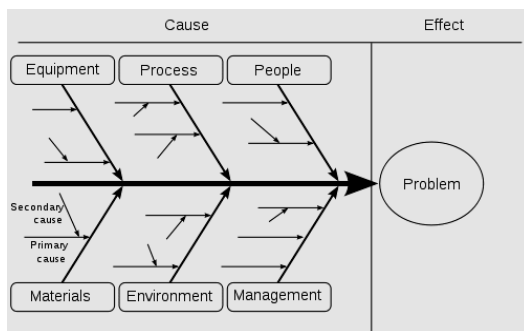 Cause
Effect
Equipment
Process
People
Problem
Secondary
cause
Primary
cause
Materials
Environment
Management